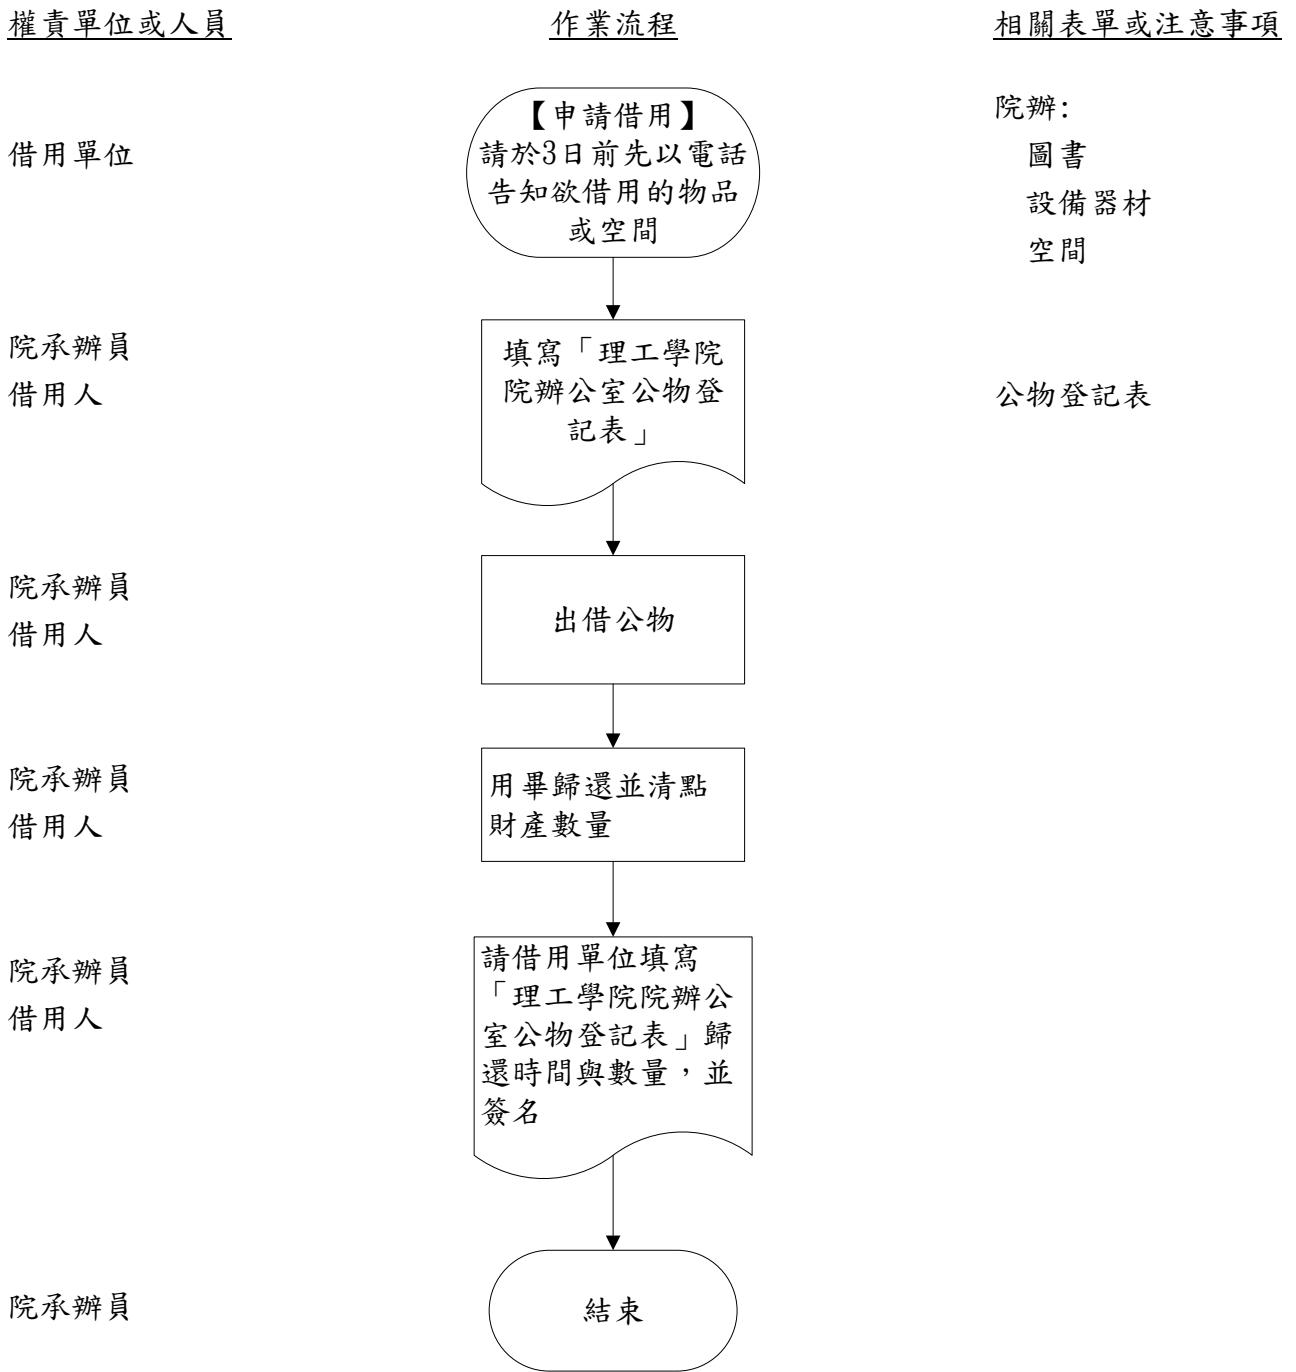 權責單位或人員
作業流程
相關表單或注意事項
借用單位
【申請借用】
請於3日前先以電話
告知欲借用的物品
或空間
院辦:
圖書
設備器材
空間
院承辦員
借用人
填寫「理工學院
院辦公室公物登
記表」
公物登記表
院承辦員
借用人
出借公物
院承辦員
借用人
用畢歸還並清點
財產數量
院承辦員
借用人
請借用單位填寫
「理工學院院辦公
室公物登記表」歸
還時間與數量，並
簽名
院承辦員
結束